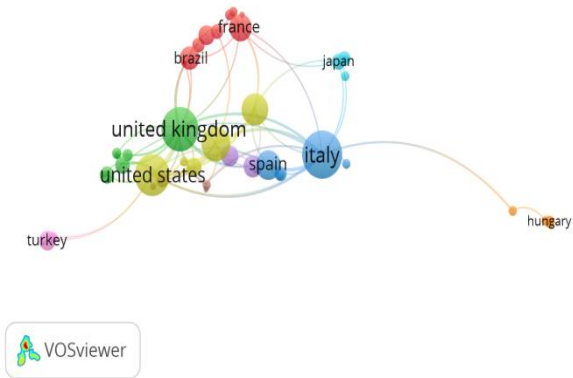 france
brazil
japan
united kingdom
italy
spain
united states
hungary
turkey
VOSviewer